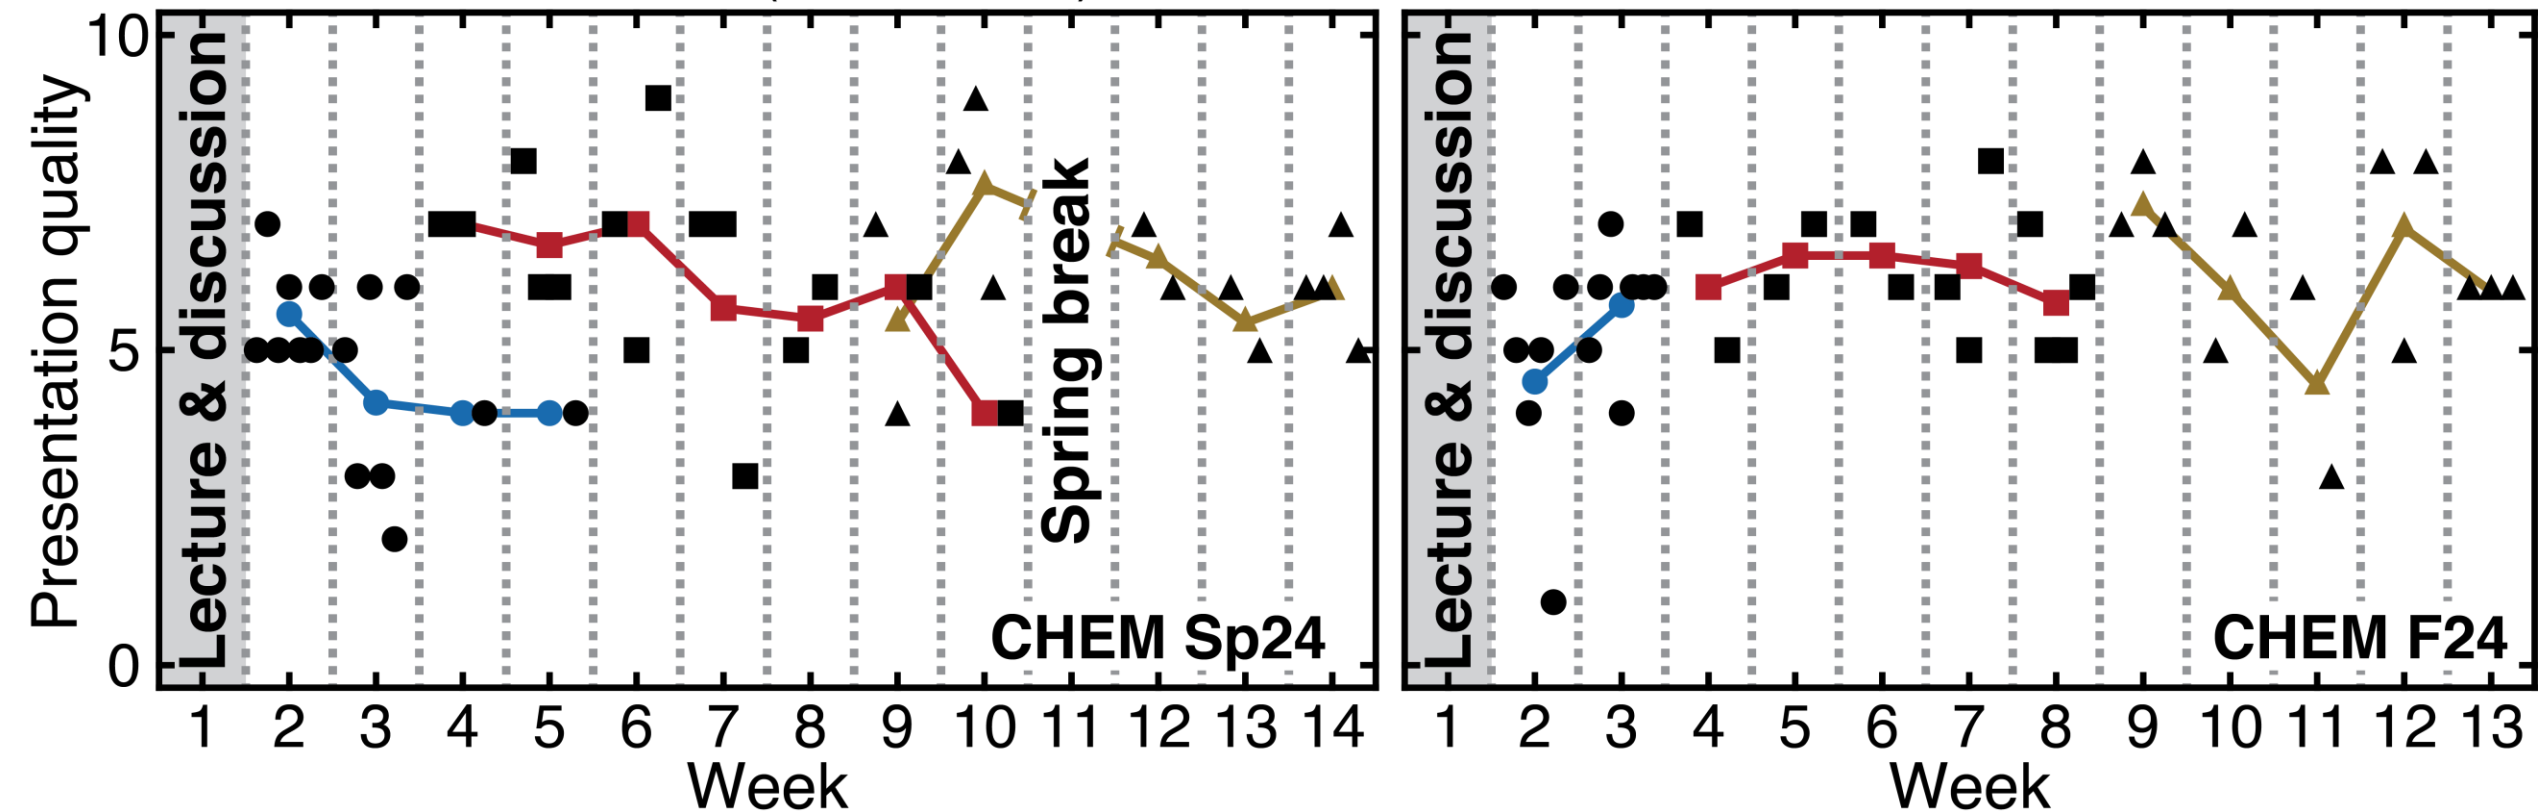 Presentation quality
10
5
0
Lecture & discussion
Spring break
CHEM Sp24
1 2 3 4 5 6 7 8 9 10 11 12 13 14
Week
Lecture & discussion
CHEM F24
1 2 3 4 5 6 7 8 9 10 11 12 13
Week